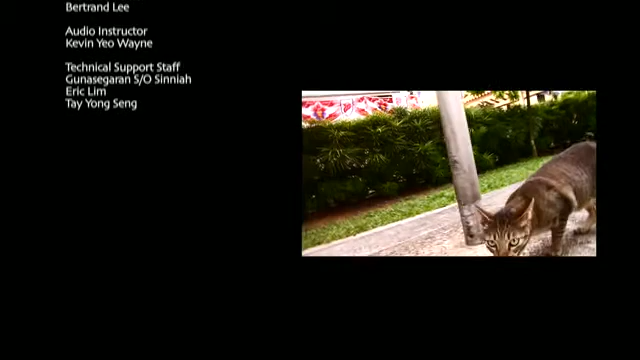 Bertrand Lee
Audio Instructor
Kevin Yeo Wayne
Technical Support Staff
Gunasegaran S/O Sinniah
Eric Lim
Tay Yong Seng